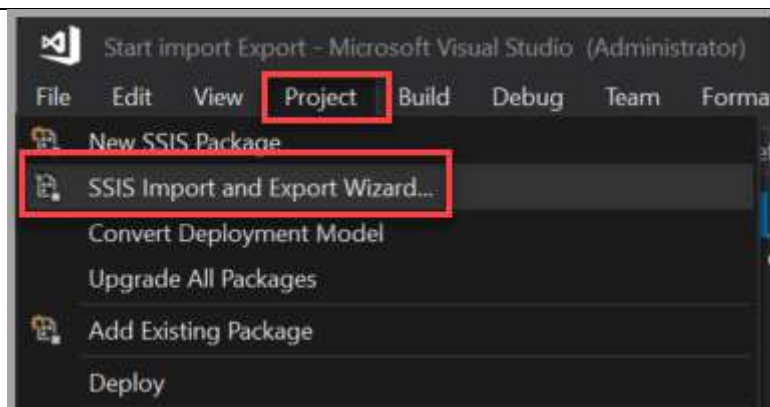 Start import Export - Microsoft Visual Studio (Administrator)
File Edit View Project Build Debug Team Forma
New SSIS Package
SSIS Import and Export Wizard...
Convert Deployment Model
Upgrade All Packages
Add Existing Package
Deploy